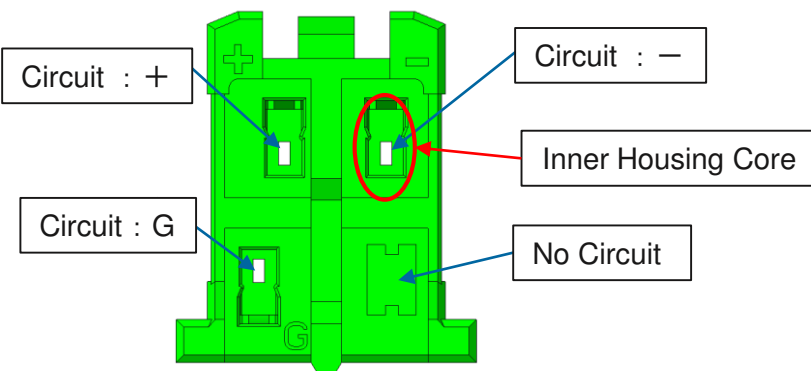 Circuit : －
Circuit : ＋
＋
－
Inner Housing Core
Circuit : G
No Circuit
G